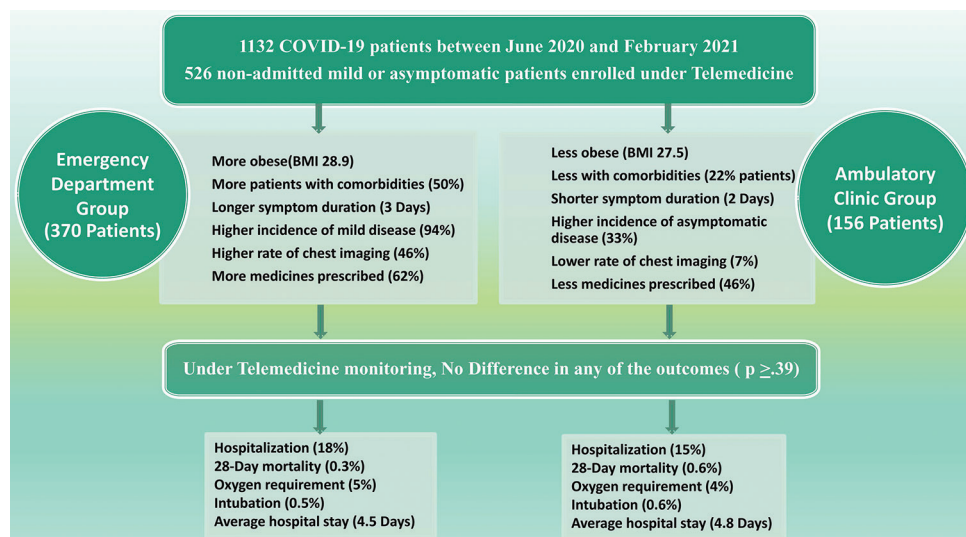 1132 COVID-19 patients between June 2020 and February 2021
526 non-admitted mild or asymptomatic patients enrolled under Telemedicine
Emergency
Department
Group
(370 Patients)
More obese(BMI 28.9)
More patients with comorbidities (50%)
Longer symptom duration (3 Days)
Higher incidence of mild disease (94%)
Higher rate of chest imaging (46%)
More medicines prescribed (62%)
Less obese (BMI 27.5)
Less with comorbidities (22% patients)
Shorter symptom duration (2 Days)
Higher incidence of asymptomatic
disease (33%)
Lower rate of chest imaging (7%)
Less medicines prescribed (46%)
Ambulatory
Clinic Group
(156 Patients)
Under Telemedicine monitoring, No Difference in any of the outcomes ( p ≥.39)
Hospitalization (18%)
28-Day mortality (0.3%)
Oxygen requirement (5%)
Intubation (0.5%)
Average hospital stay (4.5 Days)
Hospitalization (15%)
28-Day mortality (0.6%)
Oxygen requirement (4%)
Intubation (0.6%)
Average hospital stay (4.8 Days)